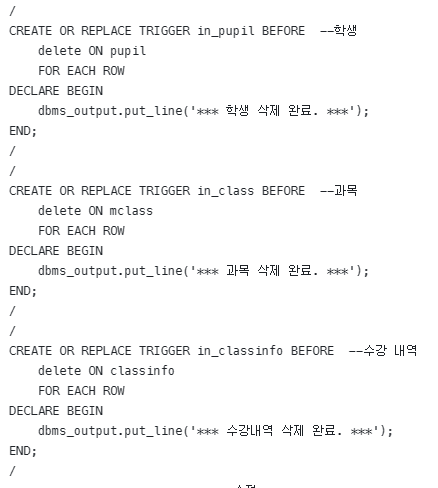 /
CREATE OR REPLACE TRIGGER in_pupil BEFORE  --학생
    delete ON pupil
    FOR EACH ROW
DECLARE BEGIN
    dbms_output.put_line('*** 학생 삭제 완료. ***');
END;
/
/
CREATE OR REPLACE TRIGGER in_class BEFORE  --과목
    delete ON mclass
    FOR EACH ROW
DECLARE BEGIN
    dbms_output.put_line('*** 과목 삭제 완료. ***');
END;
/
/
CREATE OR REPLACE TRIGGER in_classinfo BEFORE  --수강 내역
    delete ON classinfo
    FOR EACH ROW
DECLARE BEGIN
    dbms_output.put_line('*** 수강내역 삭제 완료. ***');
END;
/